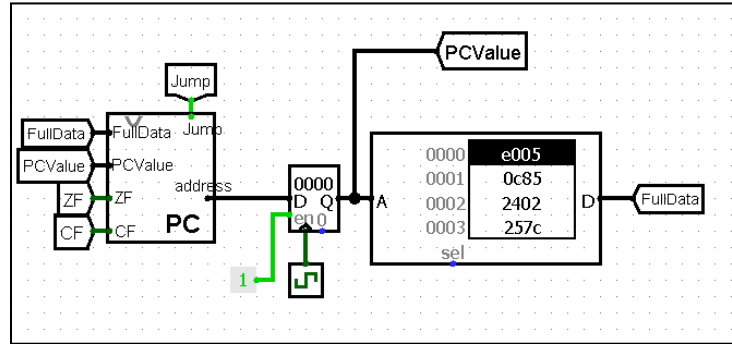 PCValue
Jump
FullData
FullData
Jump
PCValue
PCValue
ZF
ZF
CF
CF
address
PC
0000
D Q
en 0
1
A
0000 e005
0001 0c85
0002 2402
0003 257c
D
sel
FullData